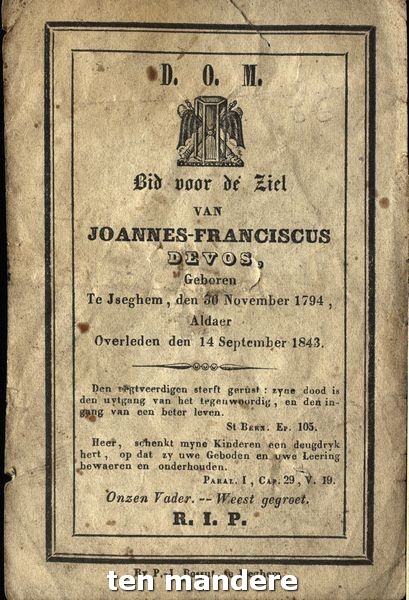 D. O. M.
Bid voor de Ziel
VAN
JOANNES-FRANCISCUS
DEVOS,
Geboren
Te Jseghem, den 30 November 1794,
Aldaer
Overleden den 14 September 1843.
Den regtveerdigen sterft gerust: zyne dood is
den uytgang van het tegenwoordig, en den in-
gang van een beter leven.
St Bern. Ep. 105.
Heer, schenkt myne Kinderen een deugdryk
hert, op dat zy uwe Geboden en uwe Leering
bewaeren en onderhouden.
Paral. I, Cap. 29, V. 19.
Onzen Vader. -- Weest gegroet.
R. I. P.
By P.-J.
ten mandere